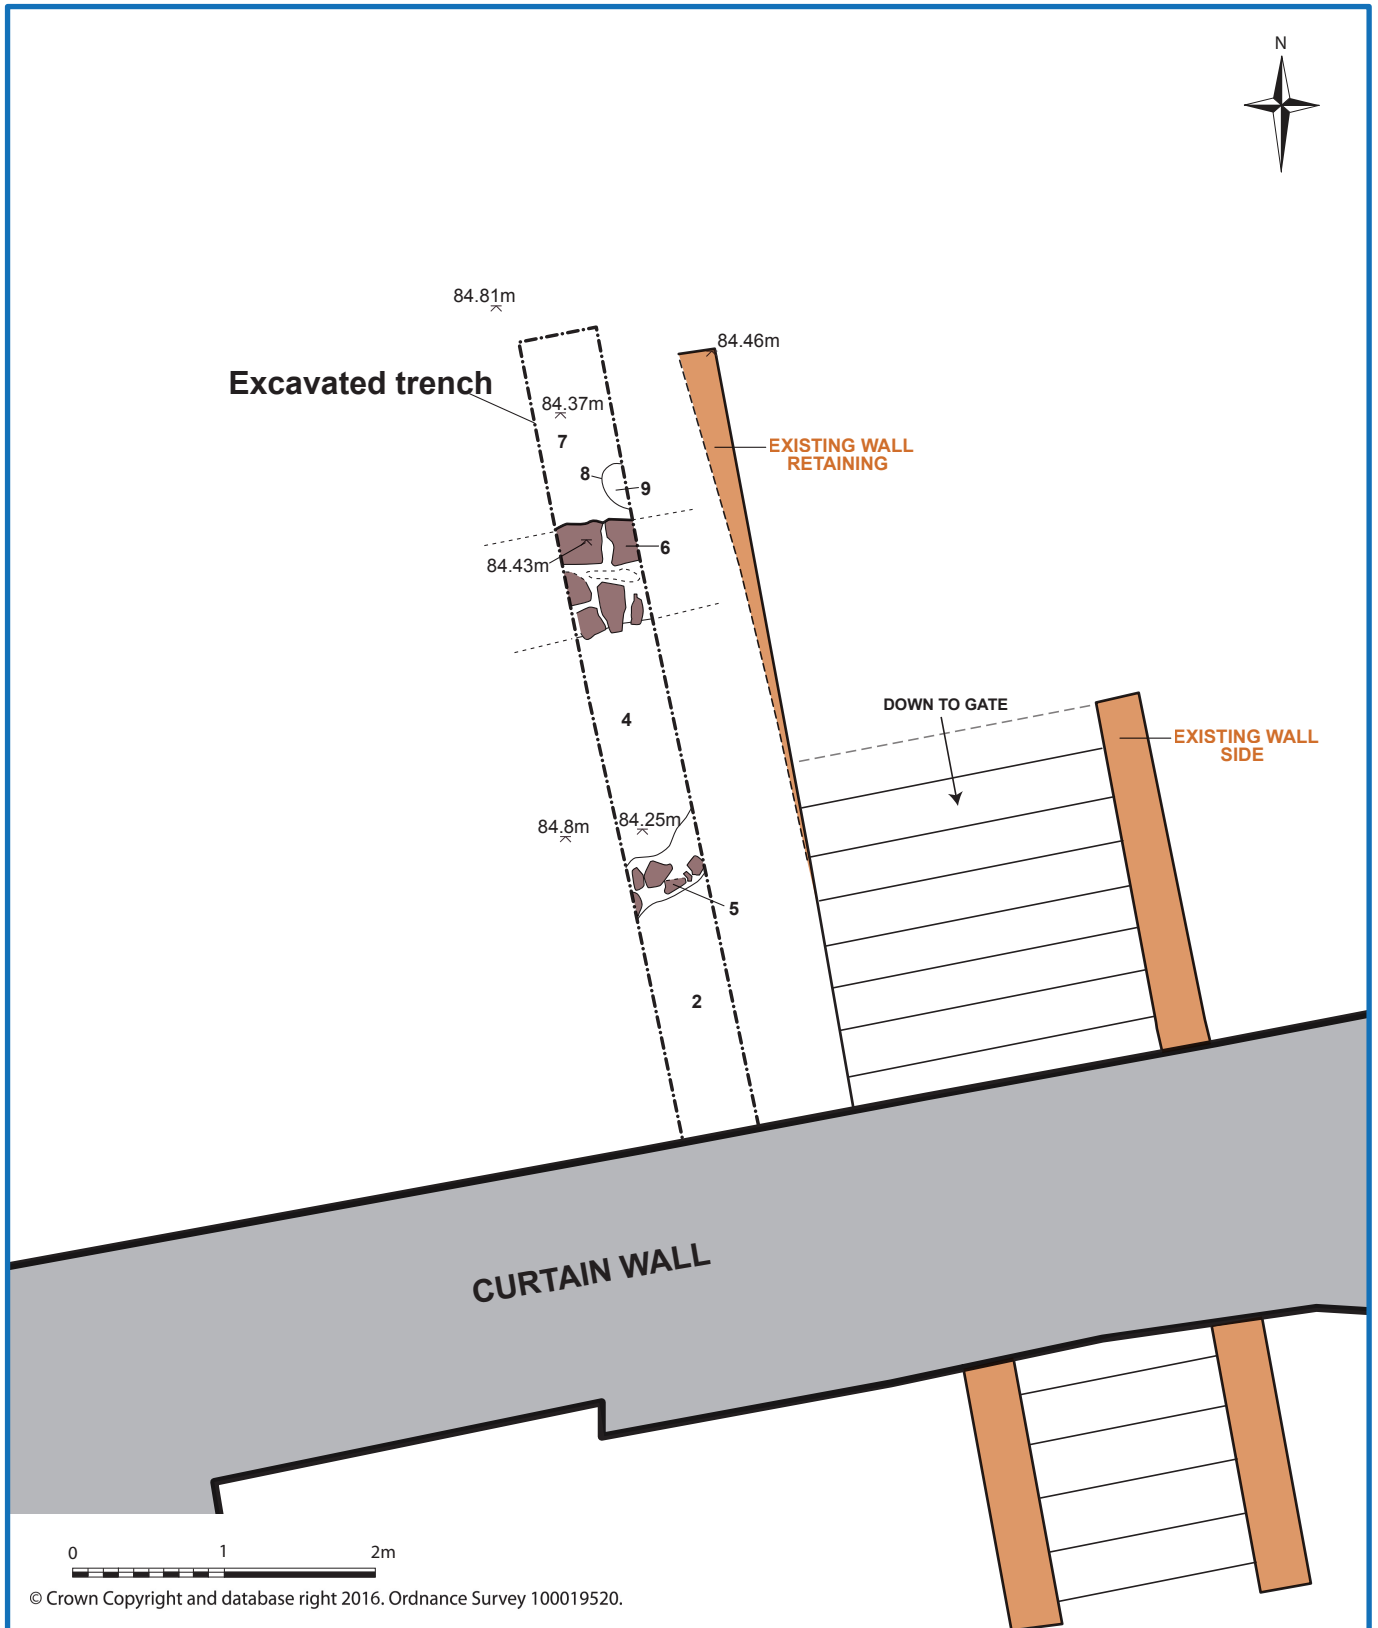 N
84.81m
84.46m
Excavated trench
84.37m
7
EXISTING WALL
RETAINING
8
9
6
84.43m
DOWN TO GATE
4
EXISTING WALL
SIDE
84.8m
84.25m
5
2
CURTAIN WALL
0 1 2m
© Crown Copyright and database right 2016. Ordnance Survey 100019520.